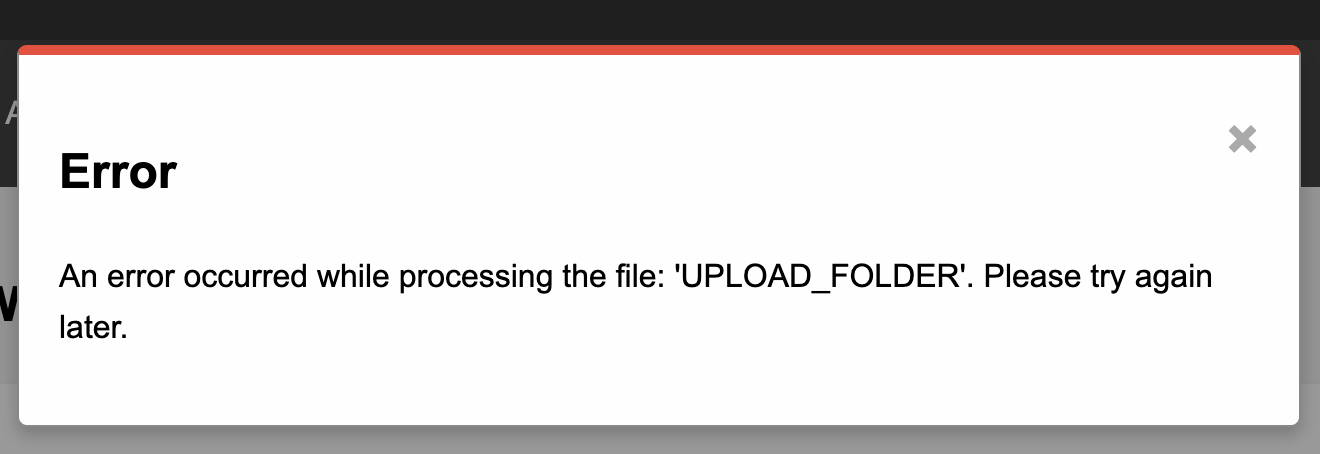 Error
An error occurred while processing the file: 'UPLOAD_FOLDER'. Please try again
later.